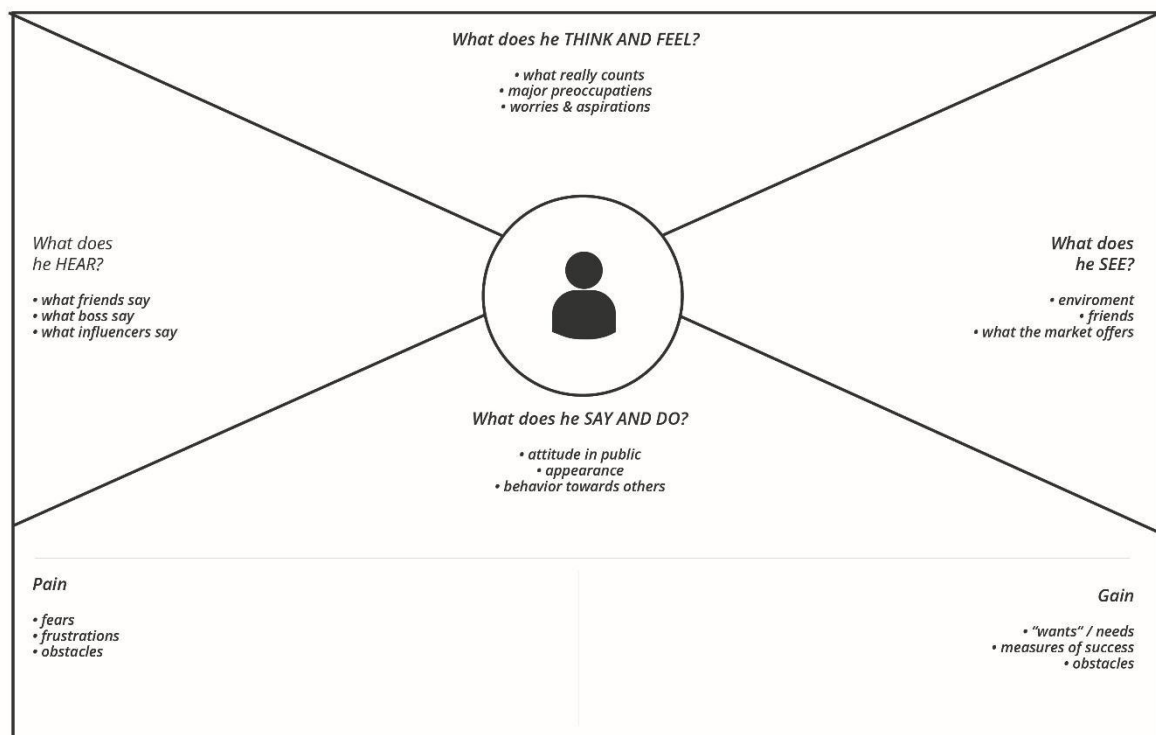 What does he THINK AND FEEL?
• what really counts
• major preoccupatiens
• worries & aspirations
What does
he HEAR?
• what friends say
• what boss say
• what influencers say
What does
he SEE?
• enviroment
• friends
• what the market offers
What does he SAY AND DO?
• attitude in public
• appearance
• behavior towards others
Pain
• fears
• frustrations
• obstacles
Gain
• “wants” / needs
• measures of success
• obstacles